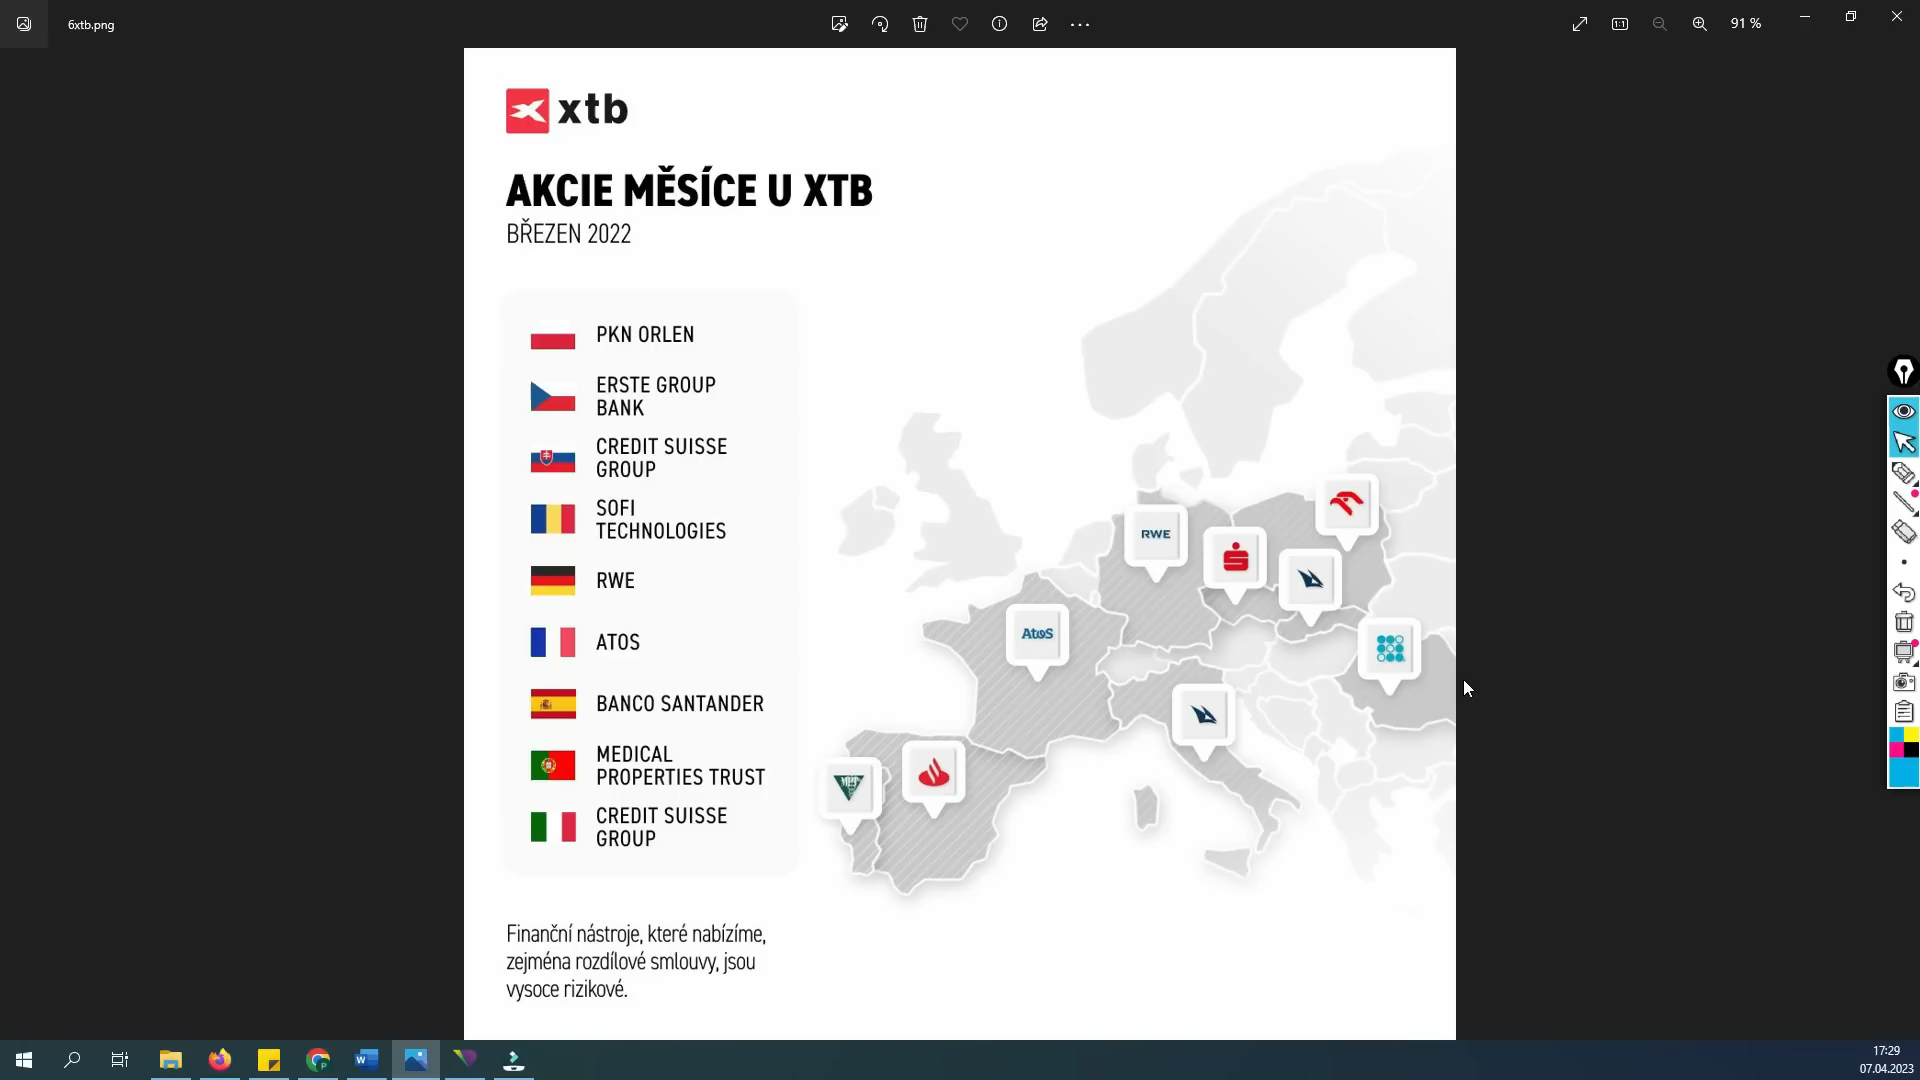 6xtb.png
91 %
xtb
AKCIE MĚSÍCE U XTB
BŘEZEN 2022
PKN ORLEN
ERSTE GROUP
BANK
CREDIT SUISSE
GROUP
SOFI
TECHNOLOGIES
RWE
ATOS
BANCO SANTANDER
MEDICAL
PROPERTIES TRUST
CREDIT SUISSE
GROUP
RWE
AtoS
MPT
Finanční nástroje, které nabízíme,
zejména rozdílové smlouvy, jsou
vysoce rizikové.
17:29
07.04.2023